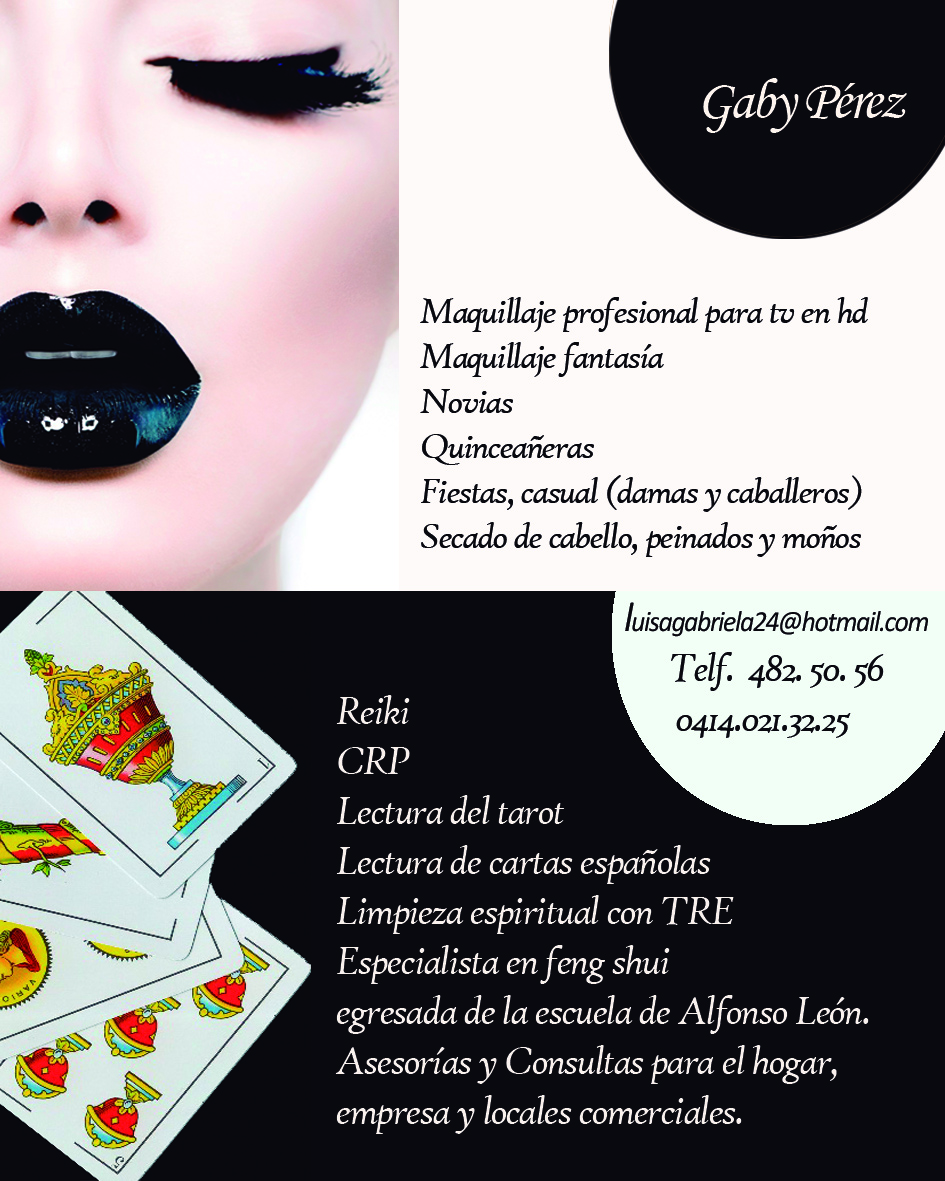 Gaby Pérez
Maquillaje profesional para tv en hd
Maquillaje fantasía
Novias
Quinceañeras
Fiestas, casual (damas y caballeros)
Secado de cabello, peinados y moños
luisagabriela24@hotmail.com
Telf. 482. 50. 56
0414.021.32.25
Reiki
CRP
Lectura del tarot
Lectura de cartas españolas
Limpieza espiritual con TRE
Especialista en feng shui
egresada de la escuela de Alfonso León.
Asesorías y Consultas para el hogar,
empresa y locales comerciales.
1
VARIO
5